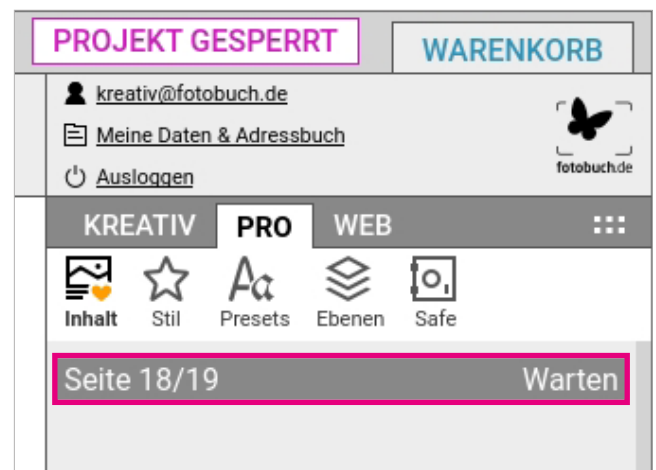 PROJEKT GESPERRT
WARENKORB
kreativ@fotobuch.de
Meine Daten & Adressbuch
Ausloggen
fotobuch.de
KREATIV PRO WEB
Aa
Inhalt Stil Presets Ebenen Safe
Seite 18/19 Warten